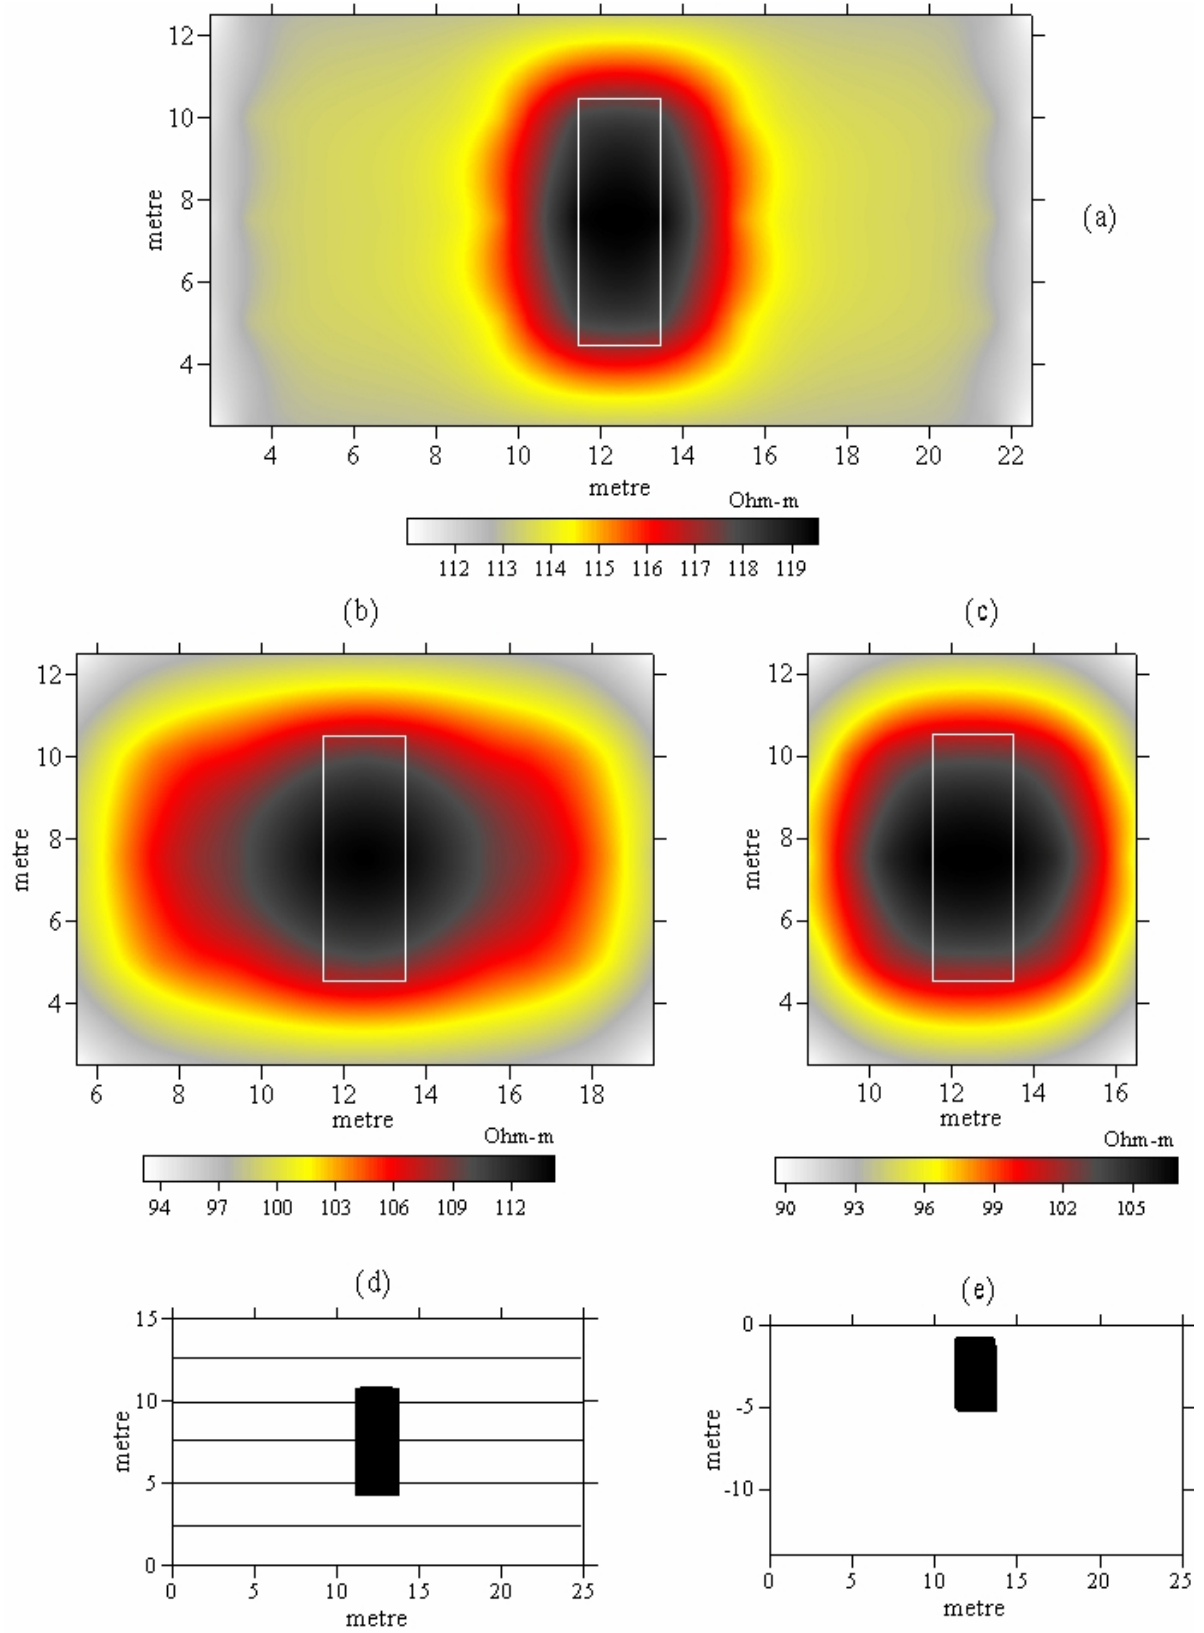 12
10
8
6
4
metre
(a)
4 6 8 10 12 14 16 18 20 22
metre
Ohm-m
112 113 114 115 116 117 118 119
(b)
(c)
12
10
8
6
4
metre
6 8 10 12 14 16 18
metre
Ohm-m
94 97 100 103 106 109 112
12
10
8
6
4
metre
10 12 14 16
metre
Ohm-m
90 93 96 99 102 105
(d)
15
10
5
0
metre
0 5 10 15 20 25
metre
(e)
0
-5
-10
metre
0 5 10 15 20 25
metre